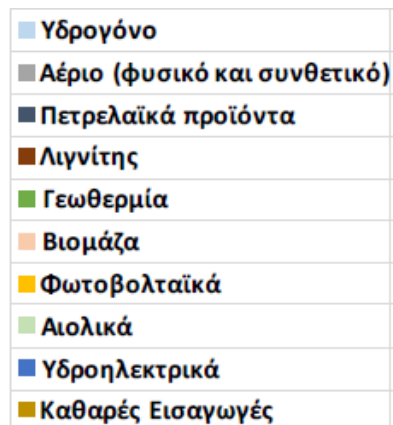 Υδρογόνο
Αέριο (φυσικό και συνθετικό)
Πετρελαϊκά προϊόντα
Λιγνίτης
Γεωθερμία
Βιομάζα
Φωτοβολταϊκά
Αιολικά
Υδροηλεκτρικά
Καθαρές Εισαγωγές